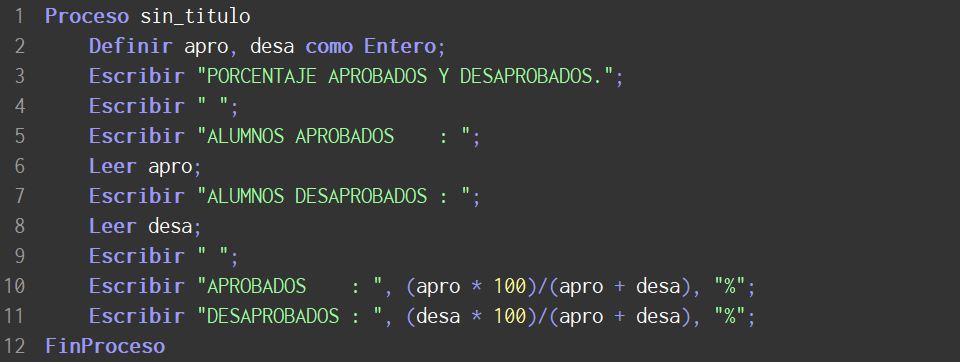 1 Proceso sin_titulo
2     Definir apro, desa como Entero;
3     Escribir "PORCENTAJE APROBADOS Y DESAPROBADOS.";
4     Escribir " ";
5     Escribir "ALUMNOS APROBADOS    : ";
6     Leer apro;
7     Escribir "ALUMNOS DESAPROBADOS : ";
8     Leer desa;
9     Escribir " ";
10     Escribir "APROBADOS    : ", (apro * 100)/(apro + desa), "%";
11     Escribir "DESAPROBADOS : ", (desa * 100)/(apro + desa), "%";
12 FinProceso